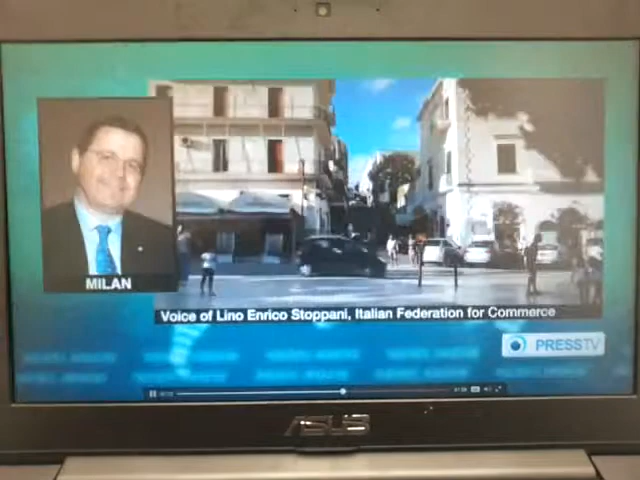 MILAN
Voice of Lino Enrico Stoppani, Italian Federation for Commerce
PRESSTV
ASUS